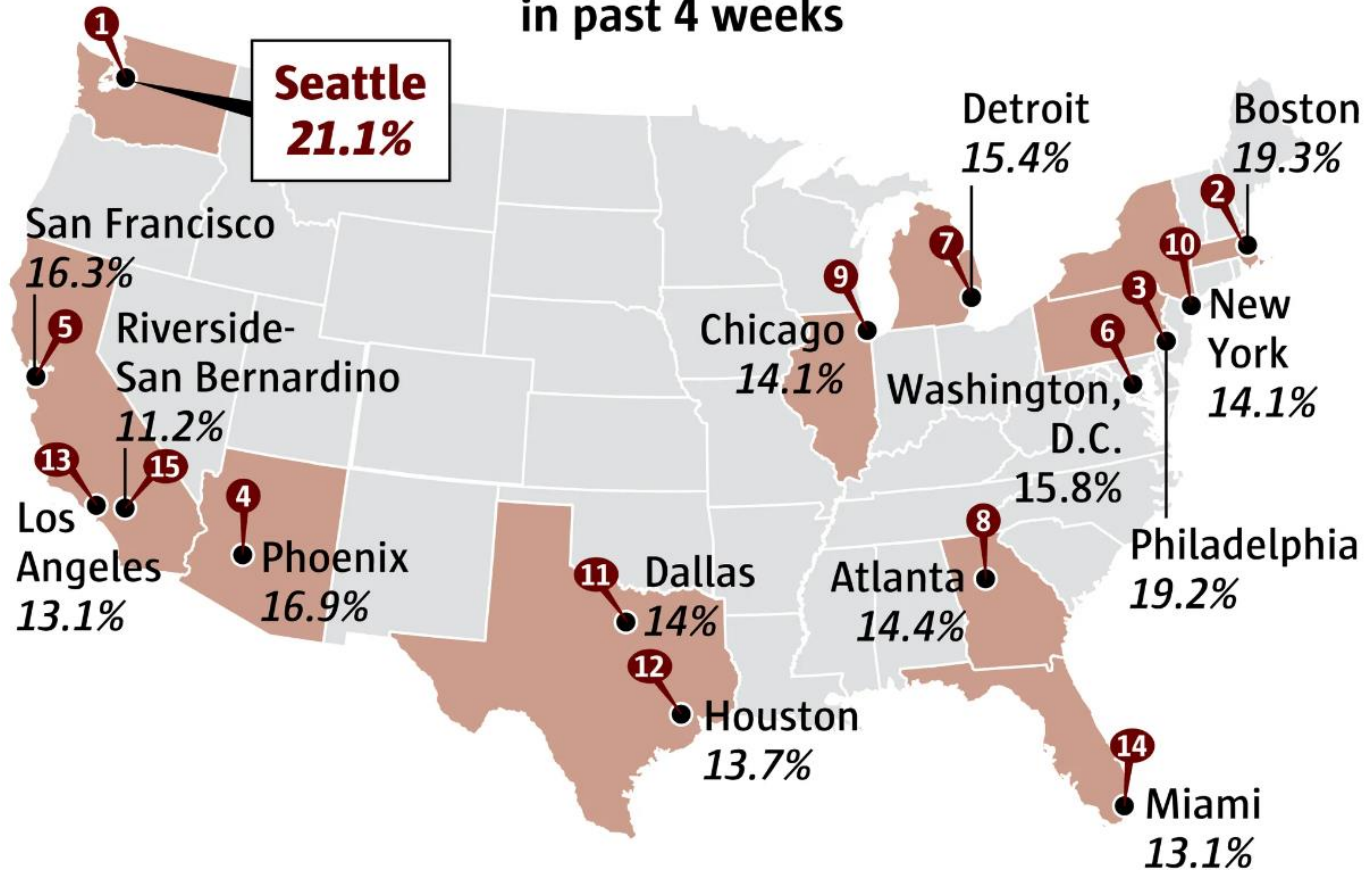 in past 4 weeks
1
Seattle
21.1%
Detroit
15.4%
Boston
19.3%
2
San Francisco
16.3%
5
7
10
9
3
Riverside-
San Bernardino
11.2%
Chicago
14.1%
6
New
York
14.1%
Washington,
D.C.
15.8%
13
15
4
8
Los
Angeles
13.1%
Phoenix
16.9%
11
Dallas
14%
Atlanta
14.4%
Philadelphia
19.2%
12
Houston
13.7%
14
Miami
13.1%